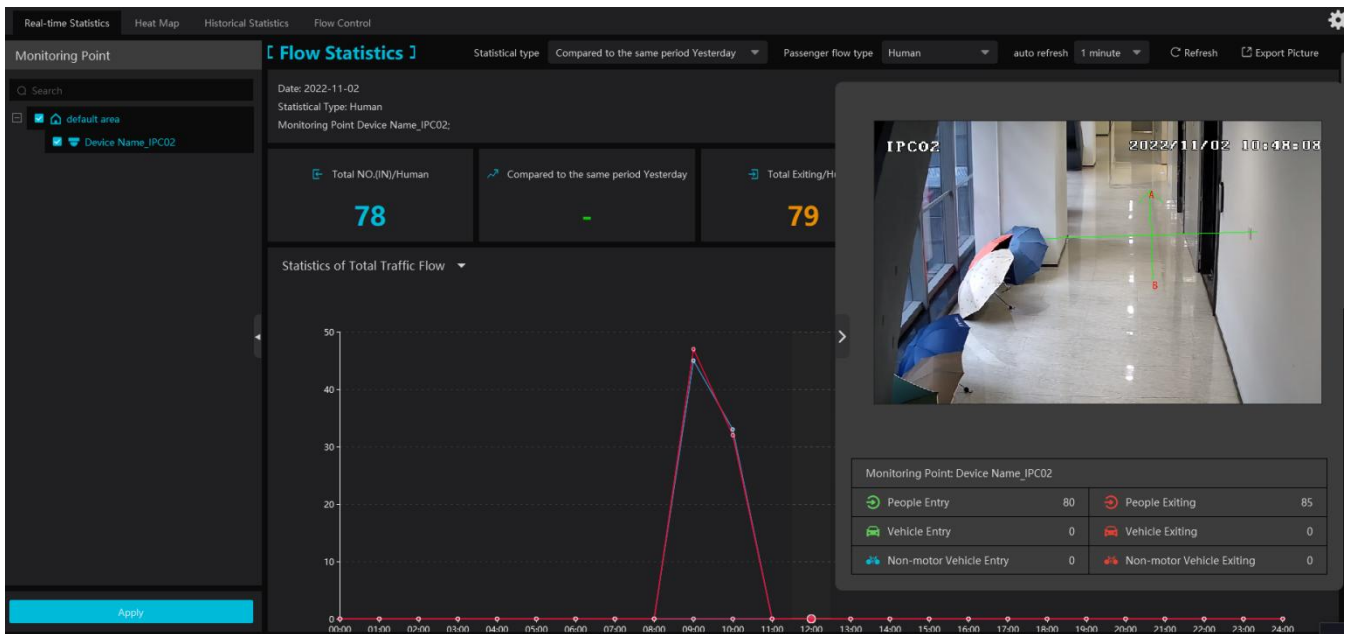 Real-time Statistics Heat Map Historical Statistics Flow Control
Monitoring Point
Search
default area
Device Name_IPC02
Apply
[ Flow Statistics ] Statistical type Compared to the same period Yesterday Passenger flow type Human auto refresh 1 minute Refresh Export Picture
Date: 2022-11-02
Statistical Type: Human
Monitoring Point Device Name_IPC02;
Total NO.(IN)/Human Compared to the same period Yesterday Total Exiting/
78 - 79
Statistics of Total Traffic Flow
50
40
30
20
10
0
00:00 01:00 02:00 03:00 04:00 05:00 06:00 07:00 08:00 09:00 10:00 11:00 12:00 13:00 14:00 15:00 16:00 17:00 18:00 19:00 20:00 21:00 22:00 23:00 24:00
IPC02 2022/11/02 10:48:08
A
B
Monitoring Point: Device Name_IPC02
People Entry 80 People Exiting 85
Vehicle Entry 0 Vehicle Exiting 0
Non-motor Vehicle Entry 0 Non-motor Vehicle Exiting 0